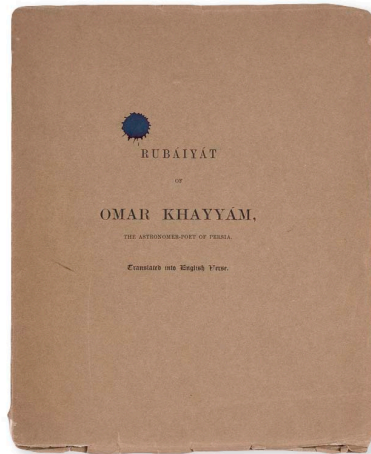 RUBÁIYÁT
OF
OMAR KHAYYÁM,
THE ASTRONOMER-POET OF PERSIA.
Translated into English Verse.